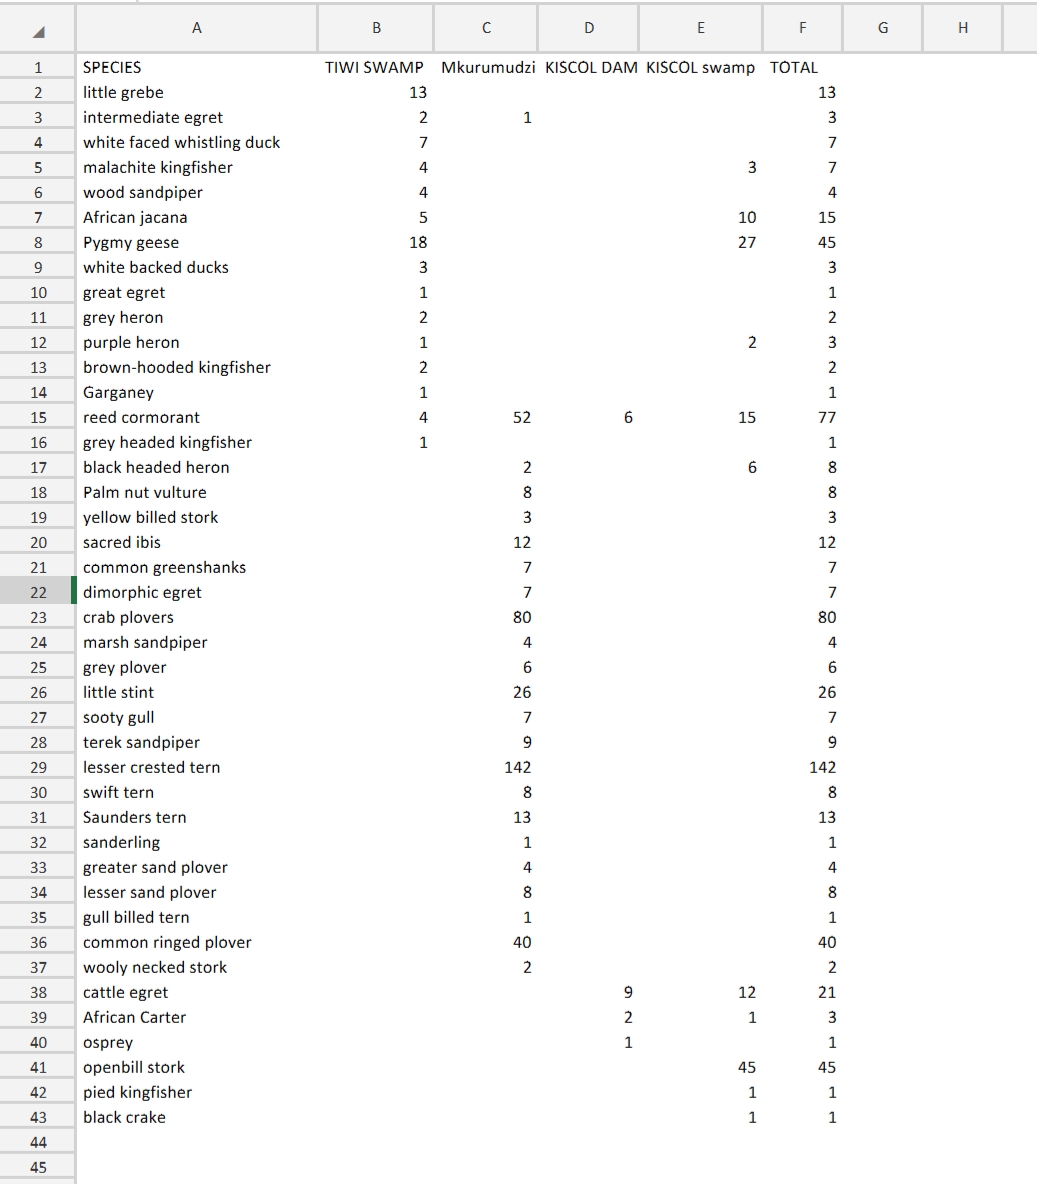 A B C D E F G H
1 SPECIES TIWI SWAMP Mkurumudzi KISCOL DAM KISCOL swamp TOTAL
2 little grebe 13 13
3 intermediate egret 2 1 3
4 white faced whistling duck 7 7
5 malachite kingfisher 4 3 7
6 wood sandpiper 4 4
7 African jacana 5 10 15
8 Pygmy geese 18 27 45
9 white backed ducks 3 3
10 great egret 1 1
11 grey heron 2 2
12 purple heron 1 2 3
13 brown-hooded kingfisher 2 2
14 Garganey 1 1
15 reed cormorant 4 52 6 15 77
16 grey headed kingfisher 1 1
17 black headed heron 2 6 8
18 Palm nut vulture 8 8
19 yellow billed stork 3 3
20 sacred ibis 12 12
21 common greenshanks 7 7
22 dimorphic egret 7 7
23 crab plovers 80 80
24 marsh sandpiper 4 4
25 grey plover 6 6
26 little stint 26 26
27 sooty gull 7 7
28 terek sandpiper 9 9
29 lesser crested tern 142 142
30 swift tern 8 8
31 Saunders tern 13 13
32 sanderling 1 1
33 greater sand plover 4 4
34 lesser sand plover 8 8
35 gull billed tern 1 1
36 common ringed plover 40 40
37 wooly necked stork 2 2
38 cattle egret 9 12 21
39 African Carter 2 1 3
40 osprey 1 1
41 openbill stork 45 45
42 pied kingfisher 1 1
43 black crake 1 1
44
45